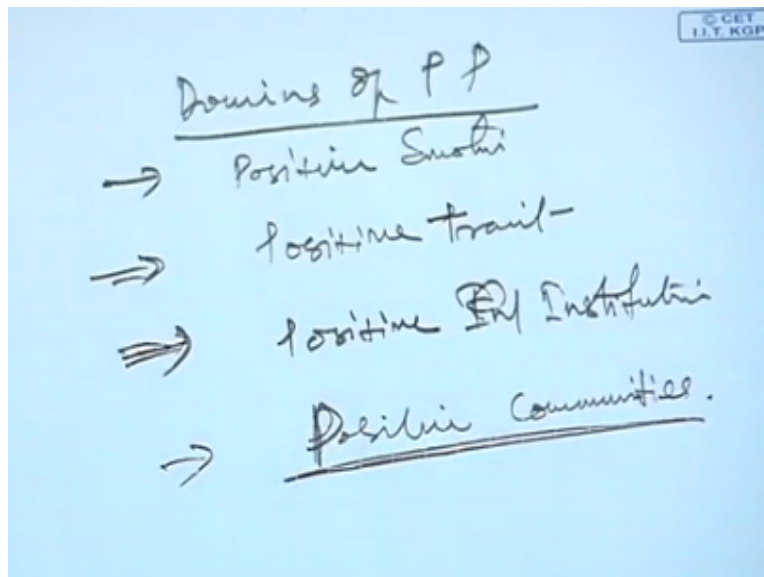 © CET
I.I.T. KGP
Domins of P P
→ Positive Emotion
→ Positive trait
→ Positive Institution
→ Positive Communities.